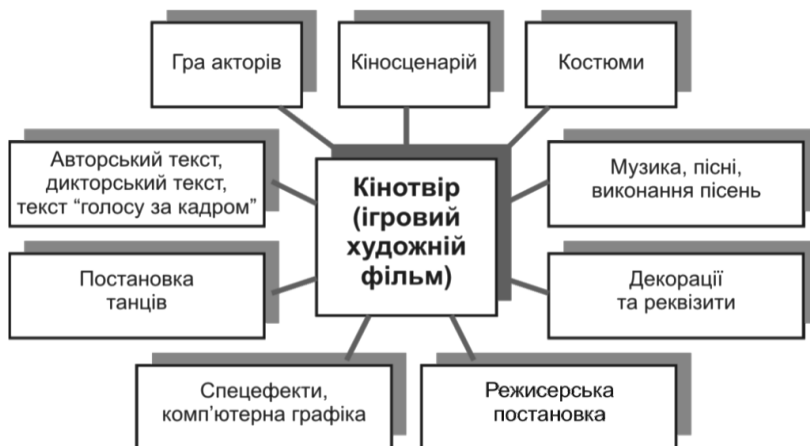 Гра акторів
Кіносценарій
Костюми
Авторський текст,
дикторський текст,
текст “голосу за кадром”
Кінотвір
(ігровий
художній
фільм)
Музика, пісні,
виконання пісень
Постановка
танців
Декорації
та реквізити
Спецефекти,
комп’ютерна графіка
Режисерська
постановка